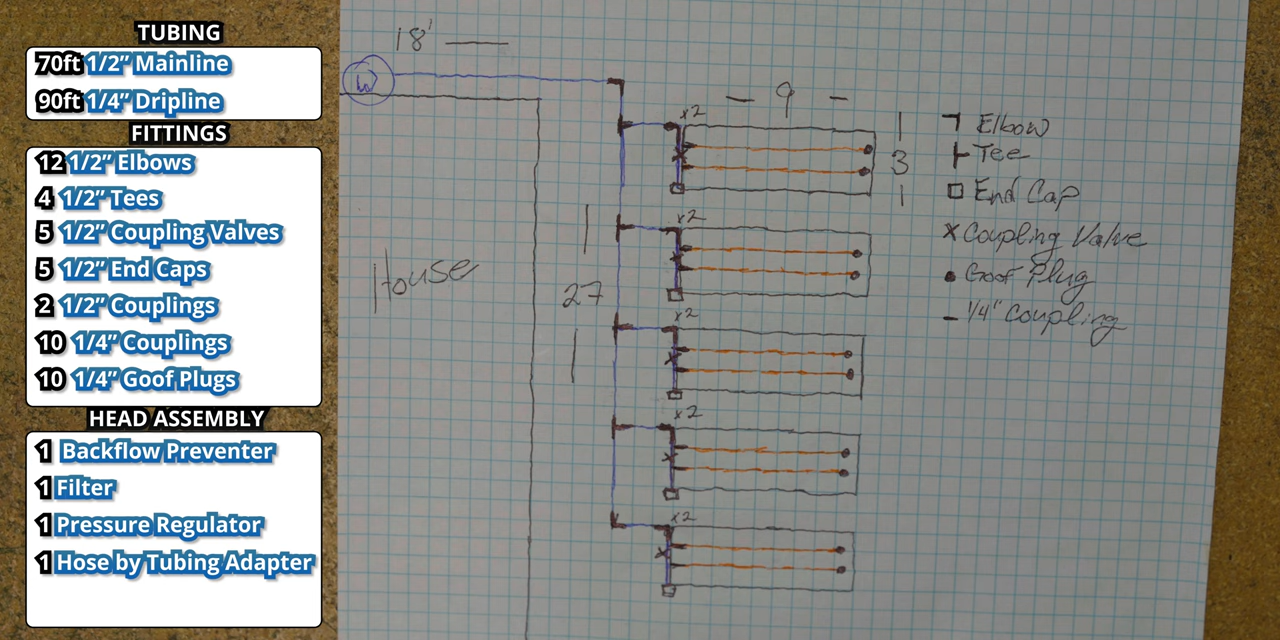 TUBING
70ft 1/2” Mainline
90ft 1/4” Dripline
FITTINGS
12 1/2” Elbows
4 1/2” Tees
5 1/2” Coupling Valves
5 1/2” End Caps
2 1/2” Couplings
10 1/4” Couplings
10 1/4” Goof Plugs
HEAD ASSEMBLY
1 Backflow Preventer
1 Filter
1 Pressure Regulator
1 Hose by Tubing Adapter
18'
W
9
x2
3
x2
House
27
x2
x2
x2
Elbow
Tee
End Cap
Coupling Valve
Goof Plug
1/4" Coupling